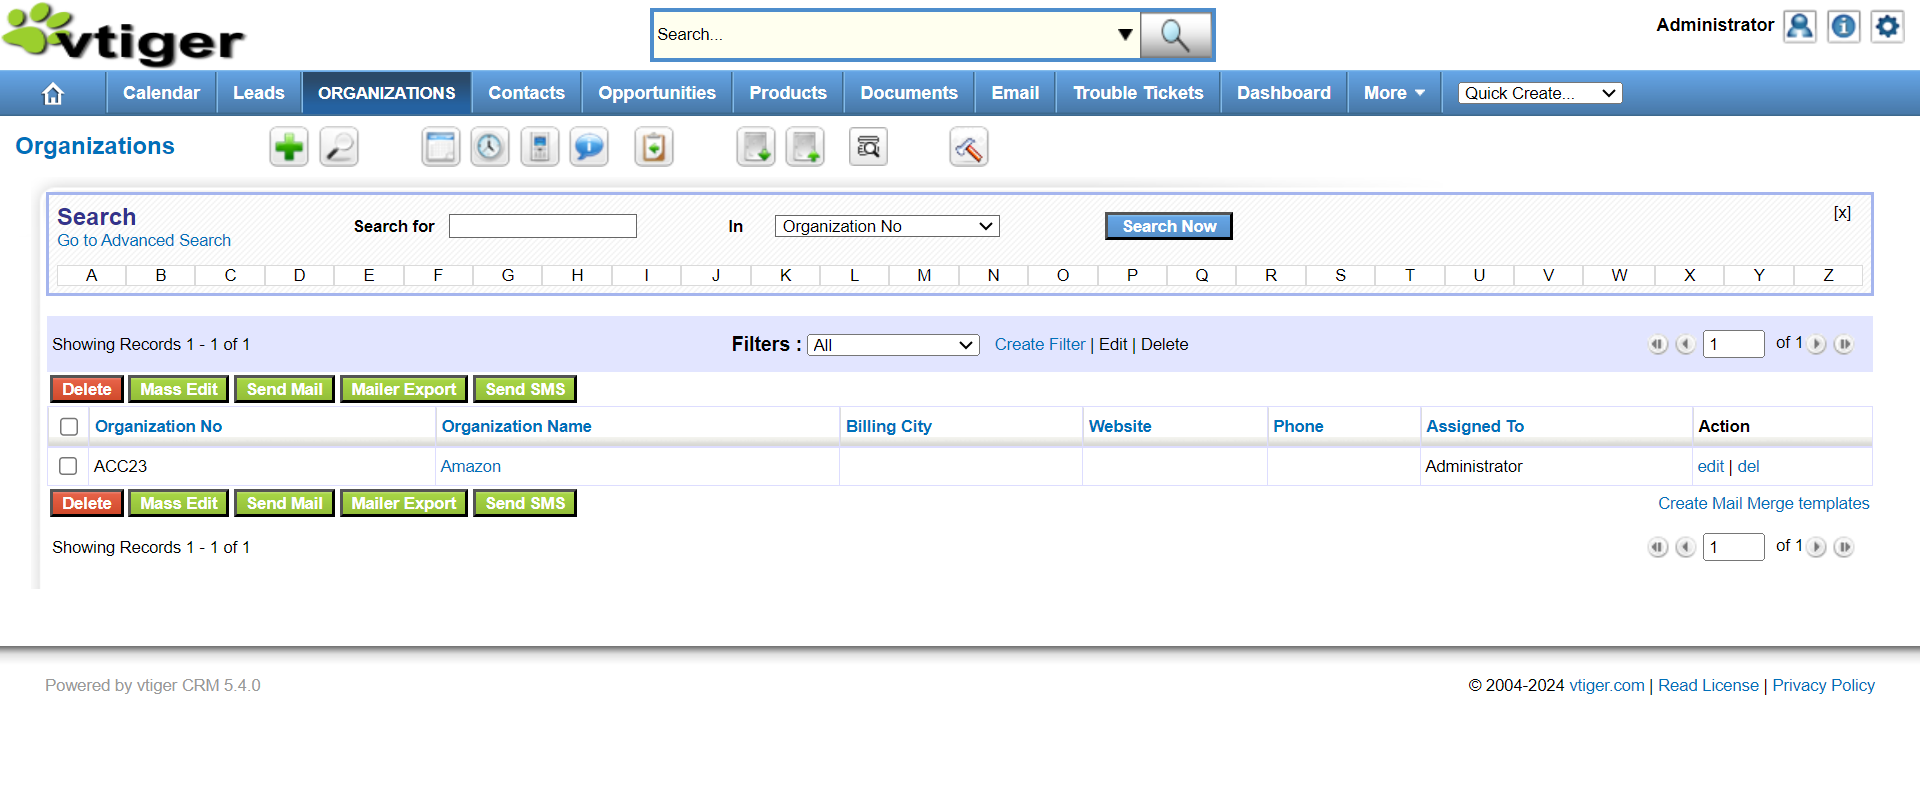 vtiger
Search...
Administrator
Calendar Leads ORGANIZATIONS Contacts Opportunities Products Documents Email Trouble Tickets Dashboard More Quick Create...
Organizations
Search
Go to Advanced Search
Search for In Organization No Search Now [x]
A B C D E F G H I J K L M N O P Q R S T U V W X Y Z
Showing Records 1 - 1 of 1 Filters : All Create Filter | Edit | Delete 1 of 1
Delete Mass Edit Send Mail Mailer Export Send SMS
Organization No Organization Name Billing City Website Phone Assigned To Action
ACC23 Amazon Administrator edit | del
Delete Mass Edit Send Mail Mailer Export Send SMS Create Mail Merge templates
Showing Records 1 - 1 of 1 1 of 1
Powered by vtiger CRM 5.4.0 © 2004-2024 vtiger.com | Read License | Privacy Policy